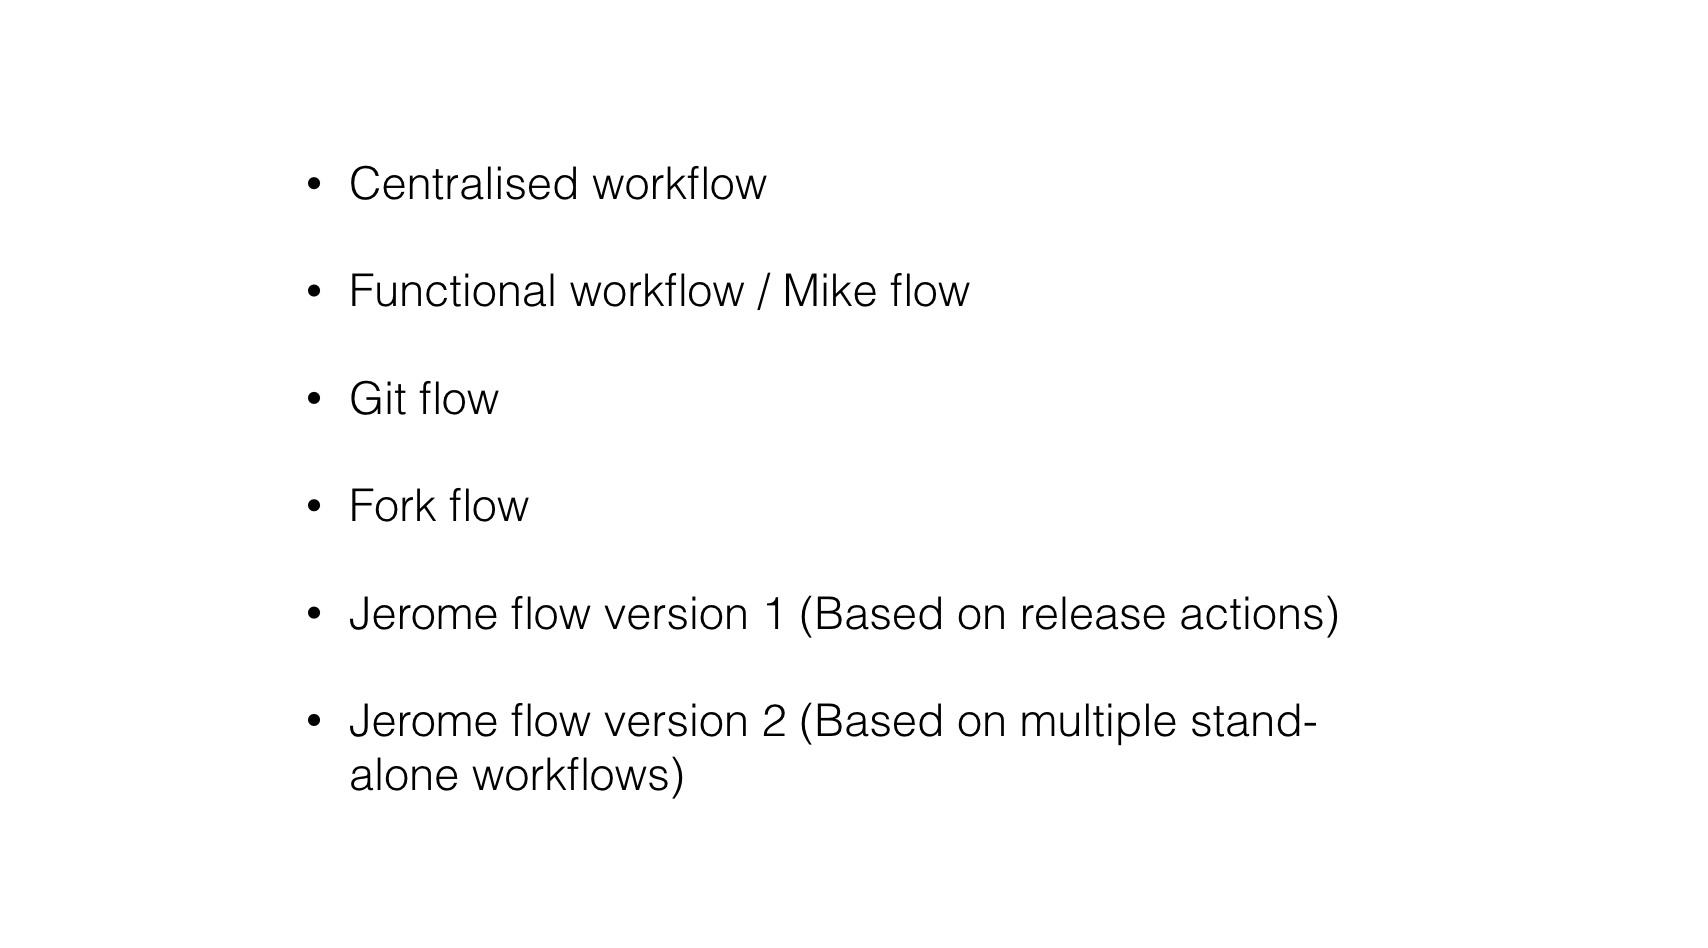 • Centralised workflow
• Functional workflow / Mike flow
• Git flow
• Fork flow
• Jerome flow version 1 (Based on release actions)
• Jerome flow version 2 (Based on multiple stand-
alone workflows)